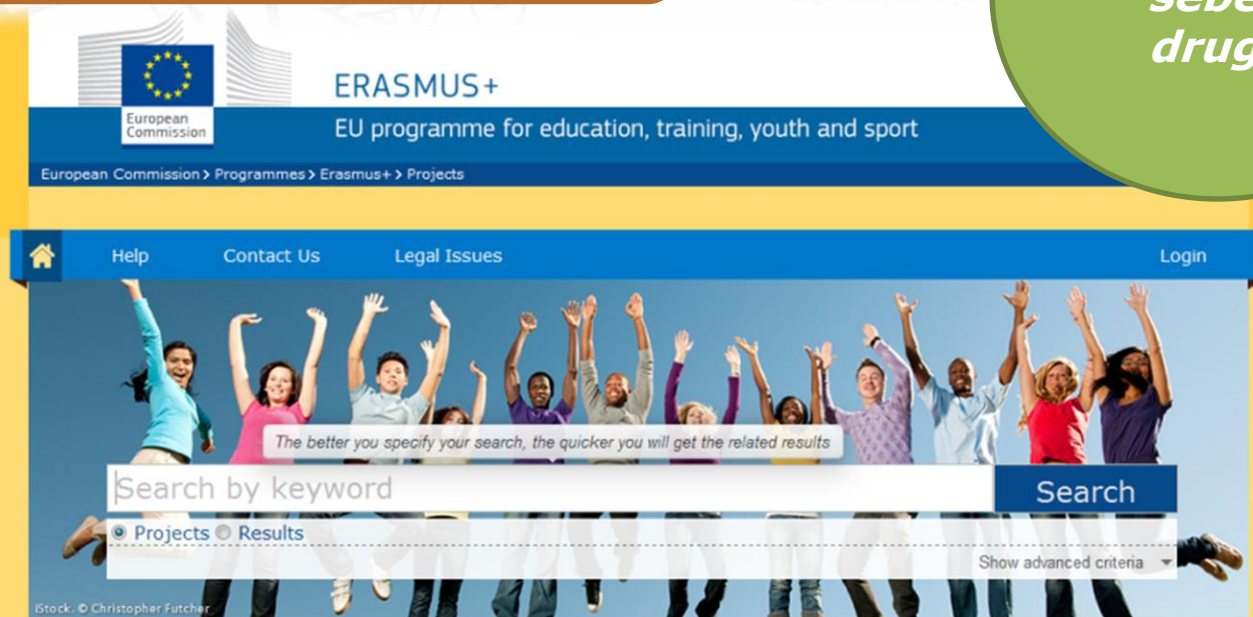 ERASMUS+
European
Commission
EU programme for education, training, youth and sport
European Commission > Programmes > Erasmus+ > Projects
Help Contact Us Legal Issues Login
The better you specify your search, the quicker you will get the related results
Search by keyword Search
Projects Results
Show advanced criteria
iStock. © Christopher Futcher